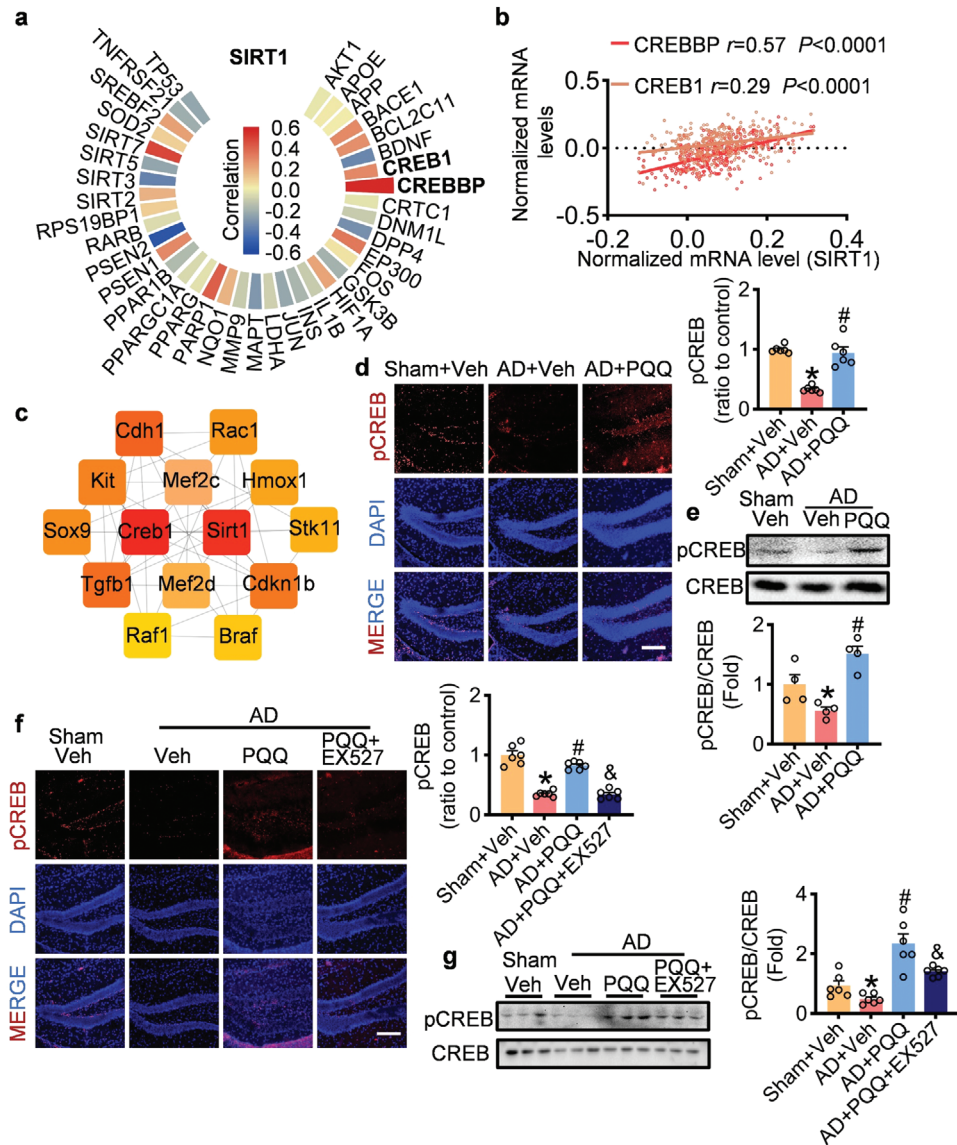 a
SIRT1
TP53
TNFRSF21
SREBF2
SOD2
SIRT7
SIRT5
SIRT3
SIRT2
RPS19BP1
RARB
PSEN2
PSEN1
PPAR1B
PPARGC1A
PPARG
PARP1
NQO1
MMP9
MAPT
LDHA
JUN
INS
IL1B
HIF1A
GSK3B
FOS
EP300
DPP4
DNM1L
CRTC1
CREBBP
CREB1
BDNF
BCL2C11
BACE1
APP
APOE
AKT1
Correlation
0.6
0.4
0.2
0.0
-0.2
-0.4
-0.6
b
CREBBP r=0.57 P<0.0001
CREB1 r=0.29 P<0.0001
Normalized mRNA
levels
0.5
0.0
-0.5
-0.2 0.0 0.2 0.4
Normalized mRNA level (SIRT1)
c
Cdh1 Rac1
Kit Mef2c Hmox1
Sox9 Creb1 Sirt1 Stk11
Tgfb1 Mef2d Cdkn1b
Raf1 Braf
d
Sham+Veh AD+Veh AD+PQQ
pCREB
DAPI
MERGE
pCREB
(ratio to control)
2
1
0
* #
Sham+Veh
AD+Veh
AD+PQQ
e
Sham AD
Veh Veh PQQ
pCREB
CREB
pCREB/CREB
(Fold)
2
1
0
* #
Sham+Veh
AD+Veh
AD+PQQ
f
AD
Sham
Veh Veh PQQ PQQ+
EX527
pCREB
DAPI
MERGE
pCREB
(ratio to control)
2
1
0
* # &
Sham+Veh
AD+Veh
AD+PQQ
AD+PQQ+EX527
g
AD
Sham
Veh Veh PQQ PQQ+
EX527
pCREB
CREB
pCREB/CREB
(Fold)
4
2
0
* # &
Sham+Veh
AD+Veh
AD+PQQ
AD+PQQ+EX527